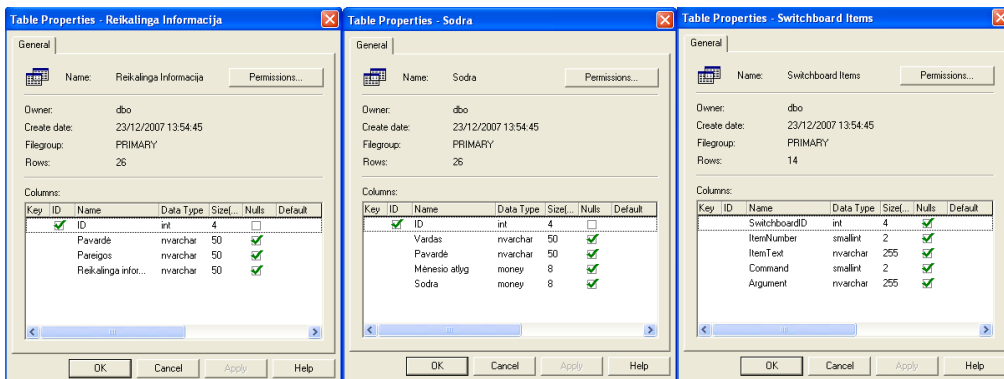 Table Properties - Reikalinga Informacija
General
Name: Reikalinga Informacija Permissions...
Owner: dbo
Create date: 23/12/2007 13:54:45
Filegroup: PRIMARY
Rows: 26
Columns:
Key ID Name Data Type Size(... Nulls Default
ID int 4
Pavardė nvarchar 50
Pareigos nvarchar 50
Reikalinga infor... nvarchar 50
OK Cancel Apply Help
Table Properties - Sodra
General
Name: Sodra Permissions...
Owner: dbo
Create date: 23/12/2007 13:54:45
Filegroup: PRIMARY
Rows: 26
Columns:
Key ID Name Data Type Size(... Nulls Default
ID int 4
Vardas nvarchar 50
Pavardė nvarchar 50
Mėnesio atlyg money 8
Sodra money 8
OK Cancel Apply Help
Table Properties - Switchboard Items
General
Name: Switchboard Items Permissions...
Owner: dbo
Create date: 23/12/2007 13:54:45
Filegroup: PRIMARY
Rows: 14
Columns:
Key ID Name Data Type Size(... Nulls Default
SwitchboardID int 4
ItemNumber smallint 2
ItemText nvarchar 255
Command smallint 2
Argument nvarchar 255
OK Cancel Apply Help